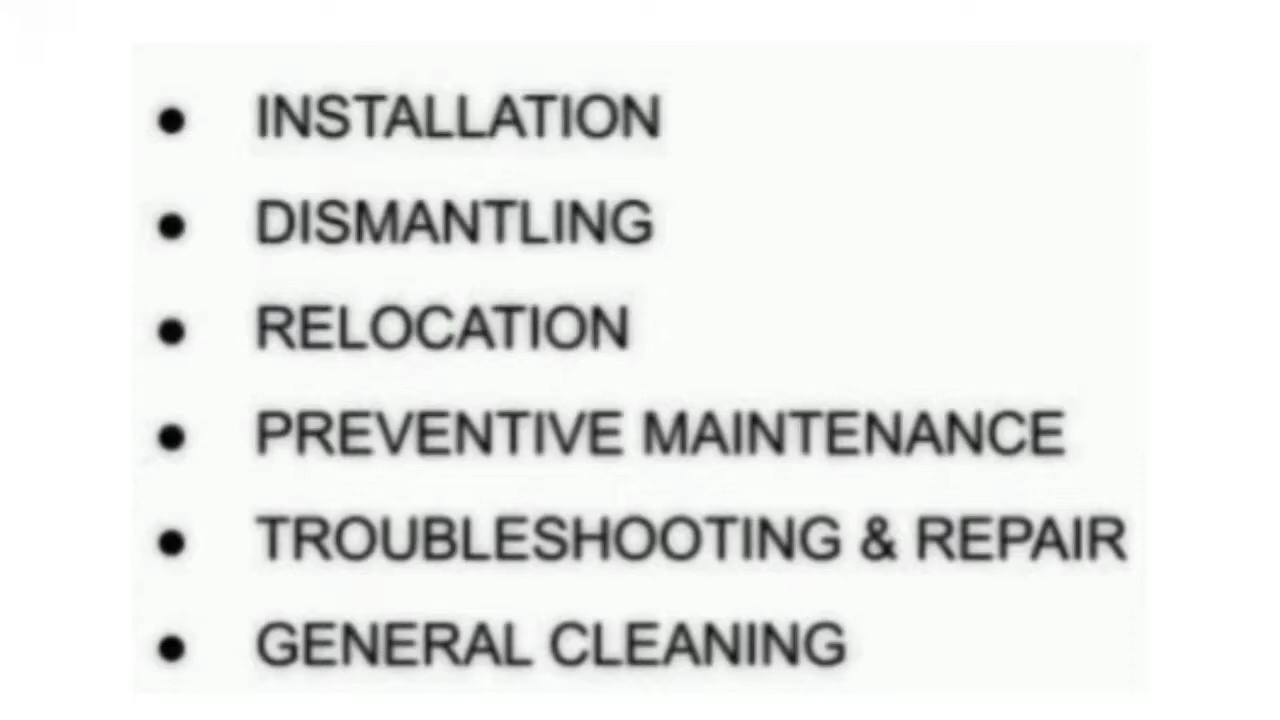 • INSTALLATION
• DISMANTLING
• RELOCATION
• PREVENTIVE MAINTENANCE
• TROUBLESHOOTING & REPAIR
• GENERAL CLEANING